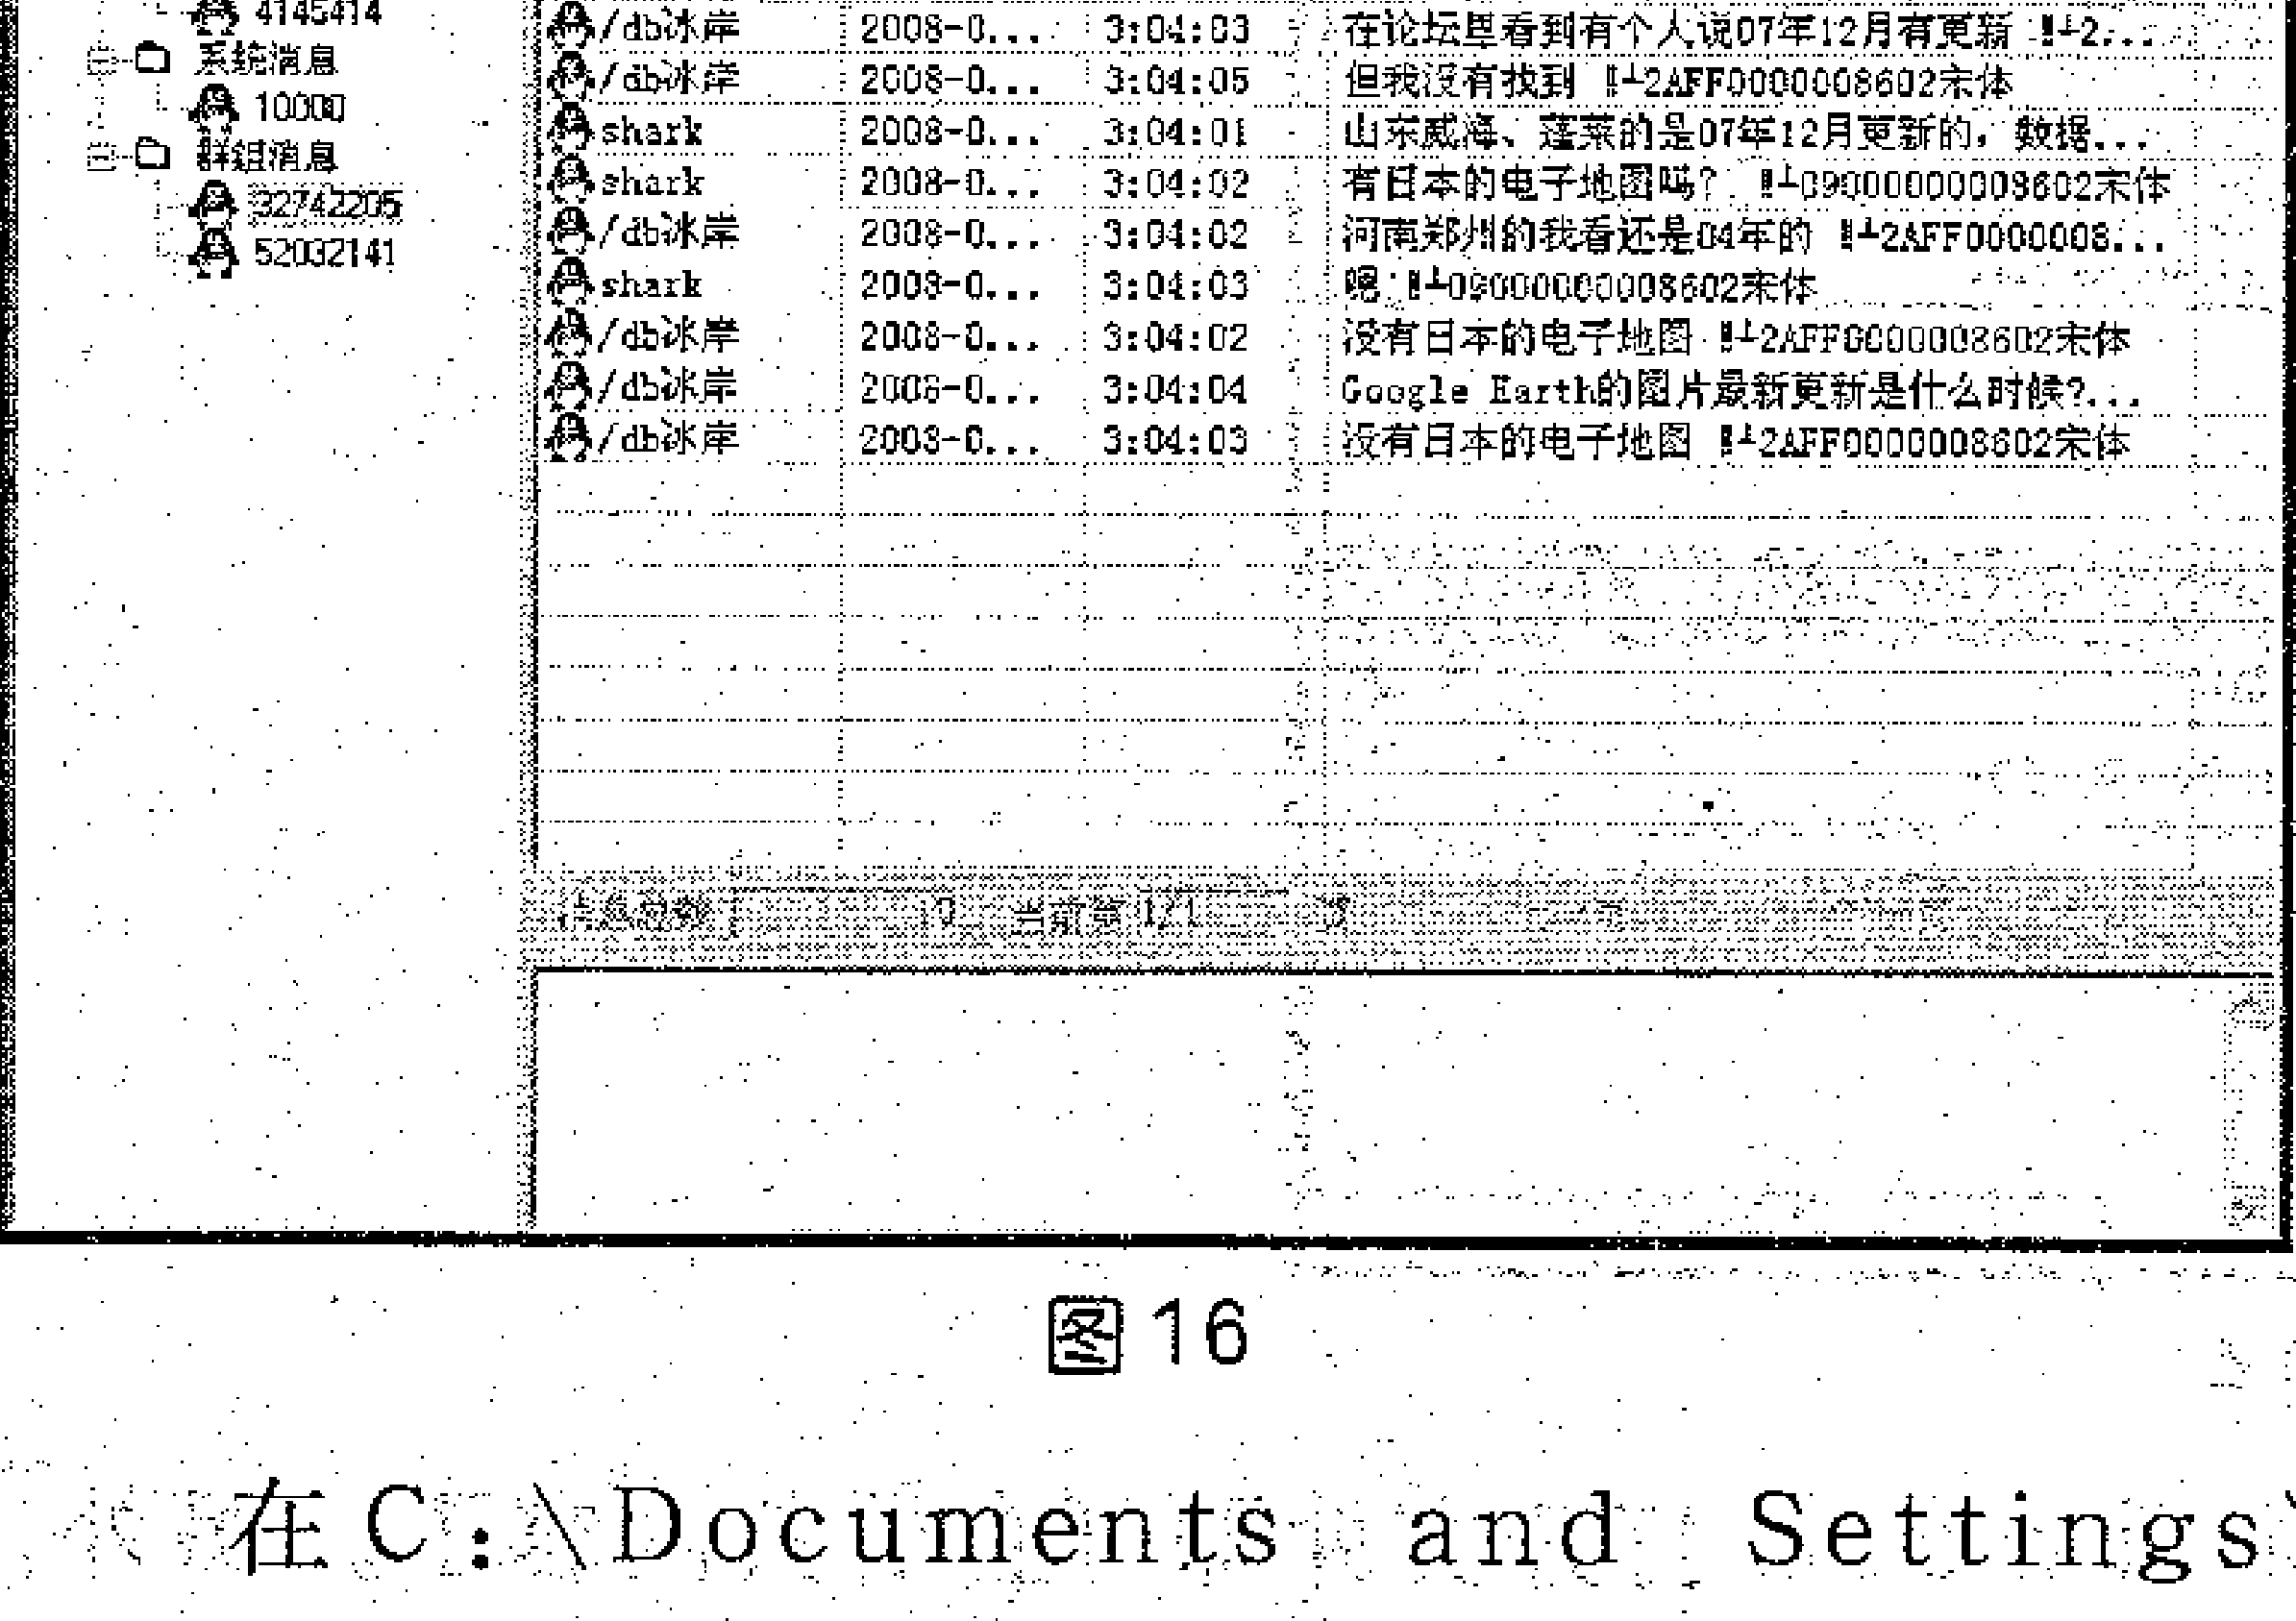 4145414
系统消息
10000
群组消息
32742205
52032141
/db冰岸 2008-0... 3:04:03 在论坛里看到有个人说07年12月有更新 ‼┴2...
/db冰岸 2008-0... 3:04:05 但我没有找到 ‼┴2AFF0000008602宋体
shark 2008-0... 3:04:01 山东威海、蓬莱的是07年12月更新的，数据...
shark 2008-0... 3:04:02 有日本的电子地图吗？ ‼┴090000000008602宋体
/db冰岸 2008-0... 3:04:02 河南郑州的我看还是04年的 ‼┴2AFF0000008...
shark 2008-0... 3:04:03 嗯 ‼┴090000000008602宋体
/db冰岸 2008-0... 3:04:02 没有日本的电子地图 ‼┴2AFF0000008602宋体
/db冰岸 2008-0... 3:04:04 Google Earth的图片最新更新是什么时候?...
/db冰岸 2008-0... 3:04:03 没有日本的电子地图 ‼┴2AFF0000008602宋体
当前第 1/1
图16
在C:\Documents and Settings\